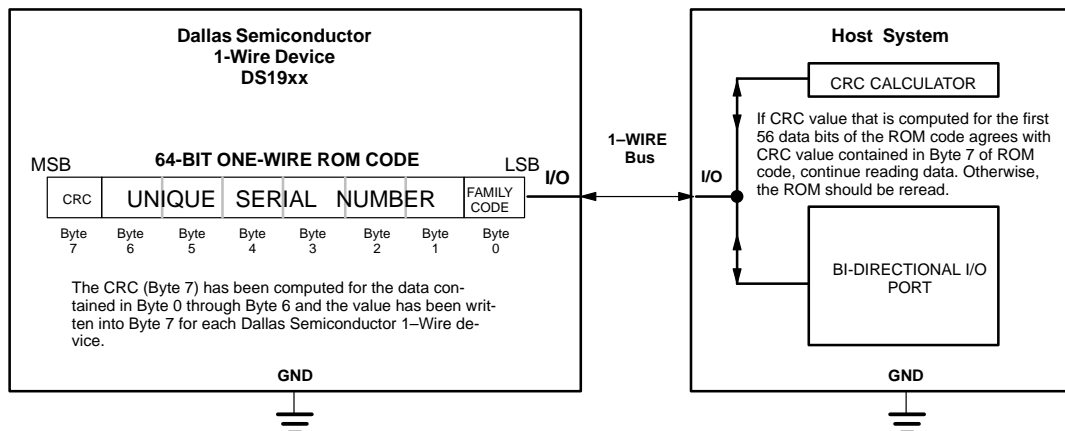 Dallas Semiconductor
1-Wire Device
DS19xx
MSB
64-BIT ONE-WIRE ROM CODE
LSB
I/O
CRC
UNIQUE SERIAL NUMBER
FAMILY
CODE
Byte
7
Byte
6
Byte
5
Byte
4
Byte
3
Byte
2
Byte
1
Byte
0
The CRC (Byte 7) has been computed for the data con-
tained in Byte 0 through Byte 6 and the value has been writ-
ten into Byte 7 for each Dallas Semiconductor 1–Wire de-
vice.
GND
1–WIRE
Bus
Host System
CRC CALCULATOR
If CRC value that is computed for the first
56 data bits of the ROM code agrees with
CRC value contained in Byte 7 of ROM
code, continue reading data. Otherwise,
the ROM should be reread.
I/O
BI-DIRECTIONAL I/O
PORT
GND